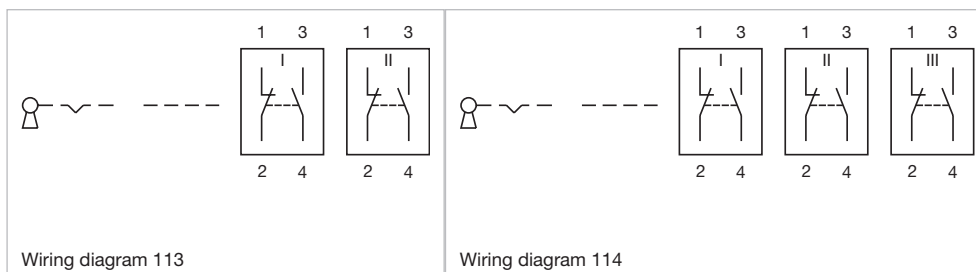 1 3 1 3
I II
2 4 2 4
Wiring diagram 113
1 3 1 3 1 3
I II III
2 4 2 4 2 4
Wiring diagram 114